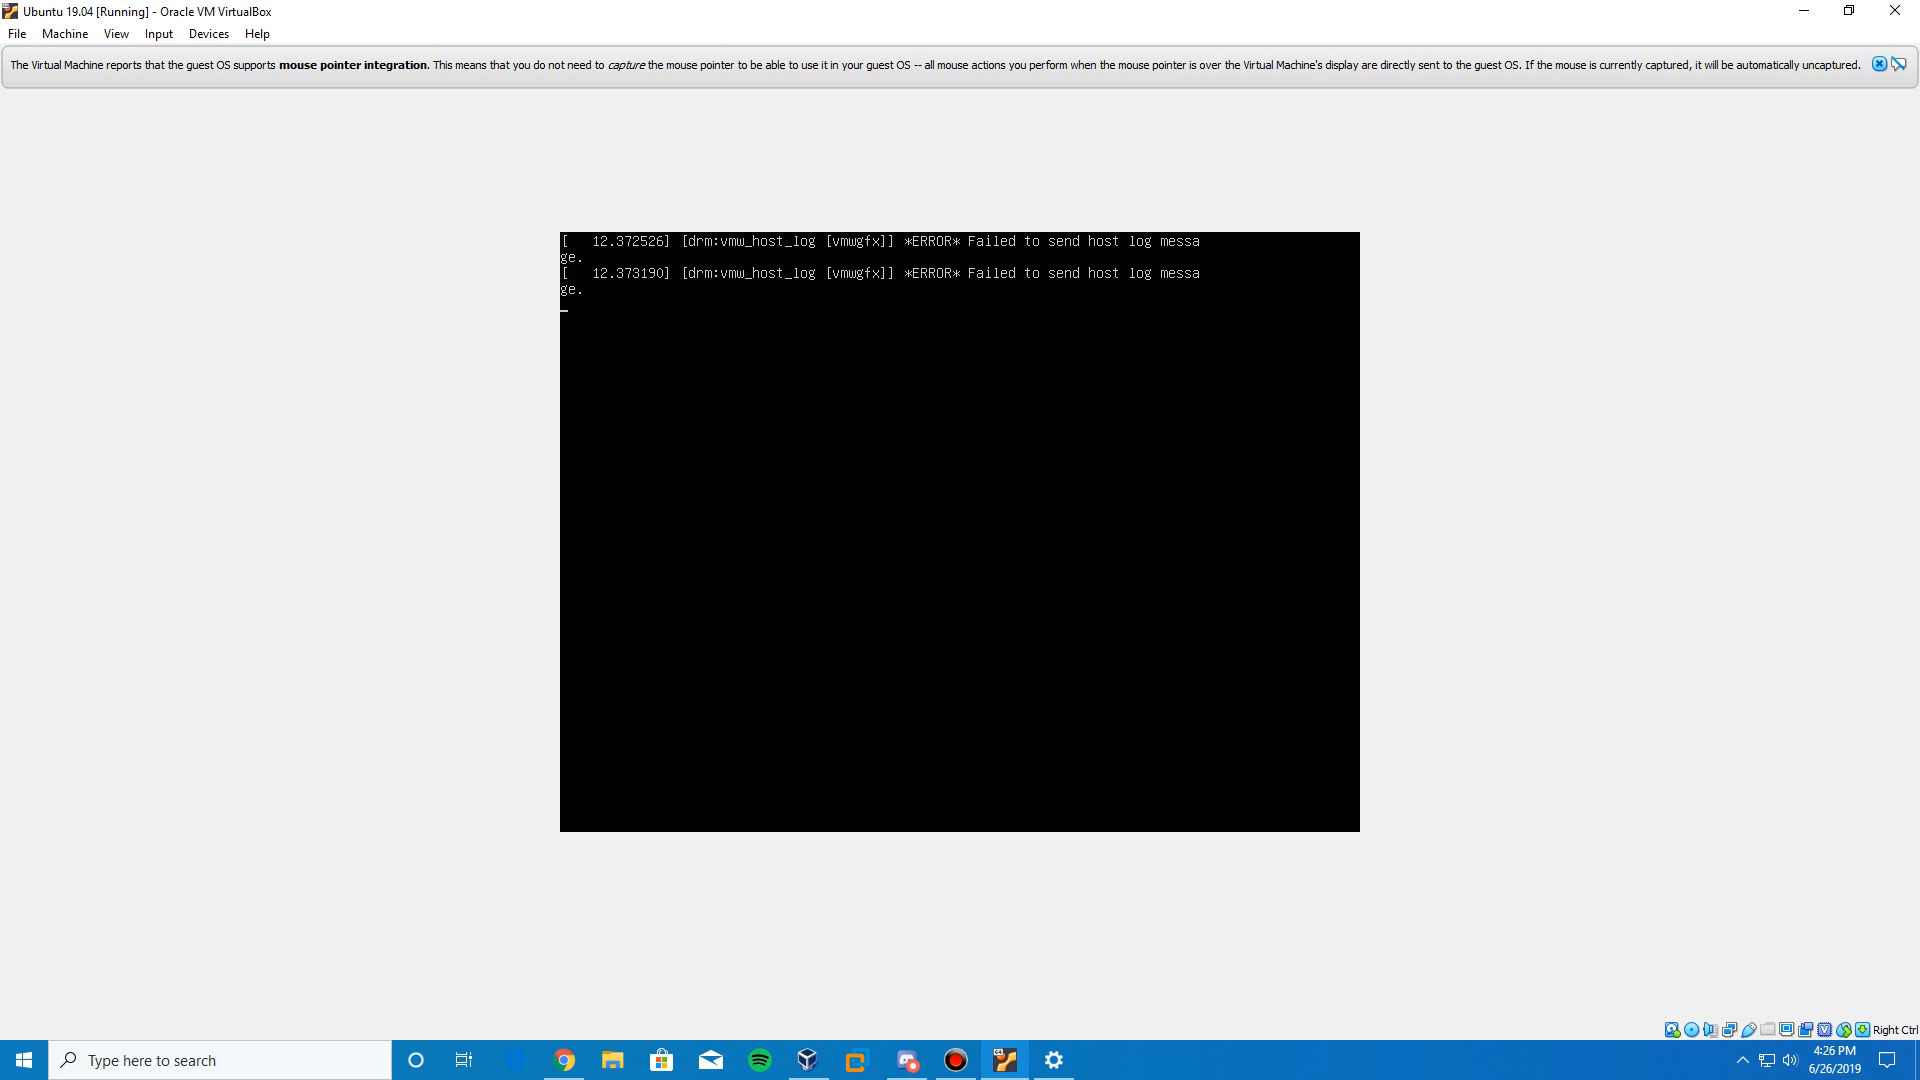 Ubuntu 19.04 [Running] - Oracle VM VirtualBox
File Machine View Input Devices Help
The Virtual Machine reports that the guest OS supports mouse pointer integration. This means that you do not need to capture the mouse pointer to be able to use it in your guest OS -- all mouse actions you perform when the mouse pointer is over the Virtual Machine's display are directly sent to the guest OS. If the mouse is currently captured, it will be automatically uncaptured.
[   12.372526] [drm:vmw_host_log [vmwgfx]] *ERROR* Failed to send host log messa
ge.
[   12.373190] [drm:vmw_host_log [vmwgfx]] *ERROR* Failed to send host log messa
ge.
Right Ctrl
Type here to search
4:26 PM
6/26/2019